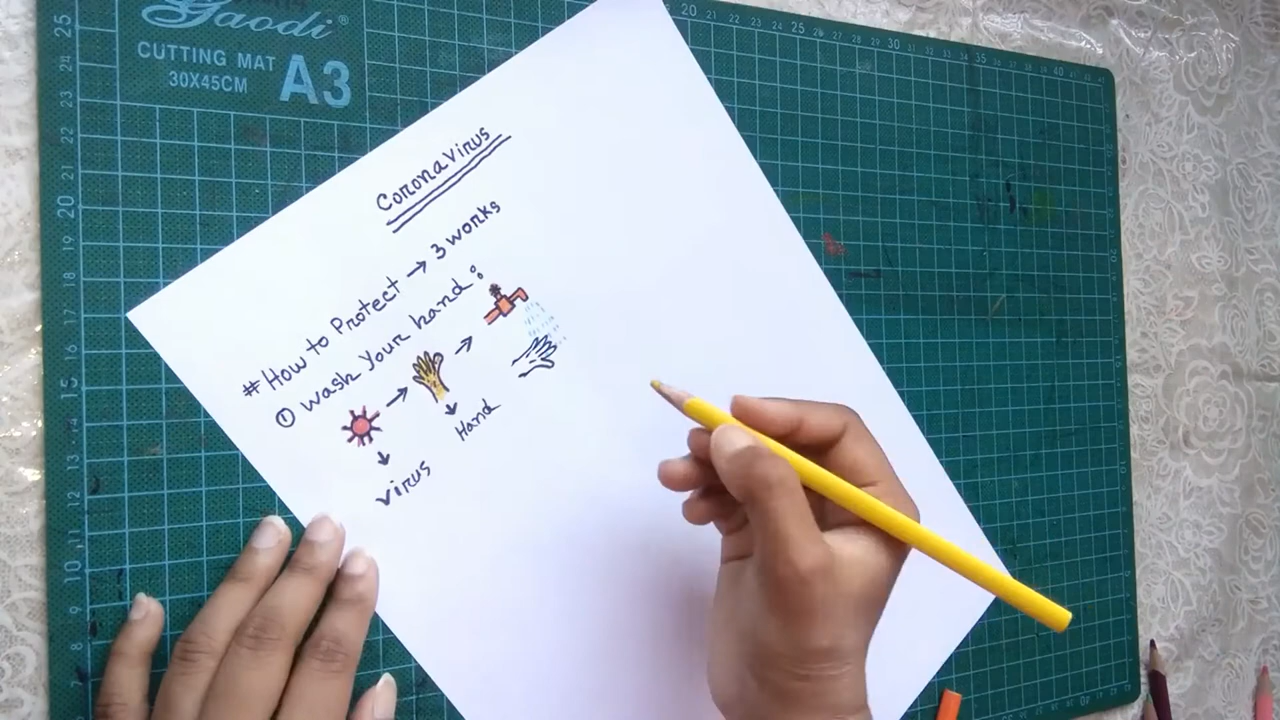 Gaodi®
CUTTING MAT
30X45CM
A3
CoronaVirus
# How to Protect → 3 works
① wash Your hand :
Hand
virus